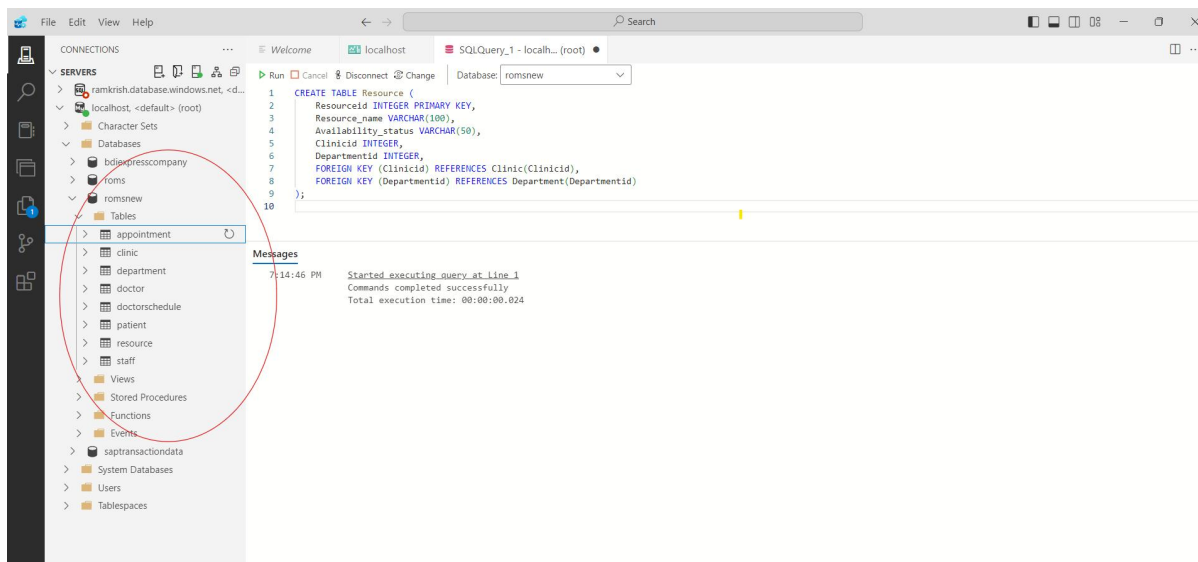 File Edit View Help
Search
CONNECTIONS
Welcome
localhost
SQLQuery_1 - localh... (root)
SERVERS
Run Cancel Disconnect Change Database: romsnew
ramkrish.database.windows.net, <d...
localhost, <default> (root)
Character Sets
Databases
bdiexpresscompany
roms
romsnew
Tables
appointment
clinic
department
doctor
doctorschedule
patient
resource
staff
Views
Stored Procedures
Functions
Events
saptransactiondata
System Databases
Users
Tablespaces
1 CREATE TABLE Resource (
2 Resourceid INTEGER PRIMARY KEY,
3 Resource_name VARCHAR(100),
4 Availability_status VARCHAR(50),
5 Clinicid INTEGER,
6 Departmentid INTEGER,
7 FOREIGN KEY (Clinicid) REFERENCES Clinic(Clinicid),
8 FOREIGN KEY (Departmentid) REFERENCES Department(Departmentid)
9 );
10
Messages
7:14:46 PM Started executing query at Line 1
Commands completed successfully
Total execution time: 00:00:00.024
1